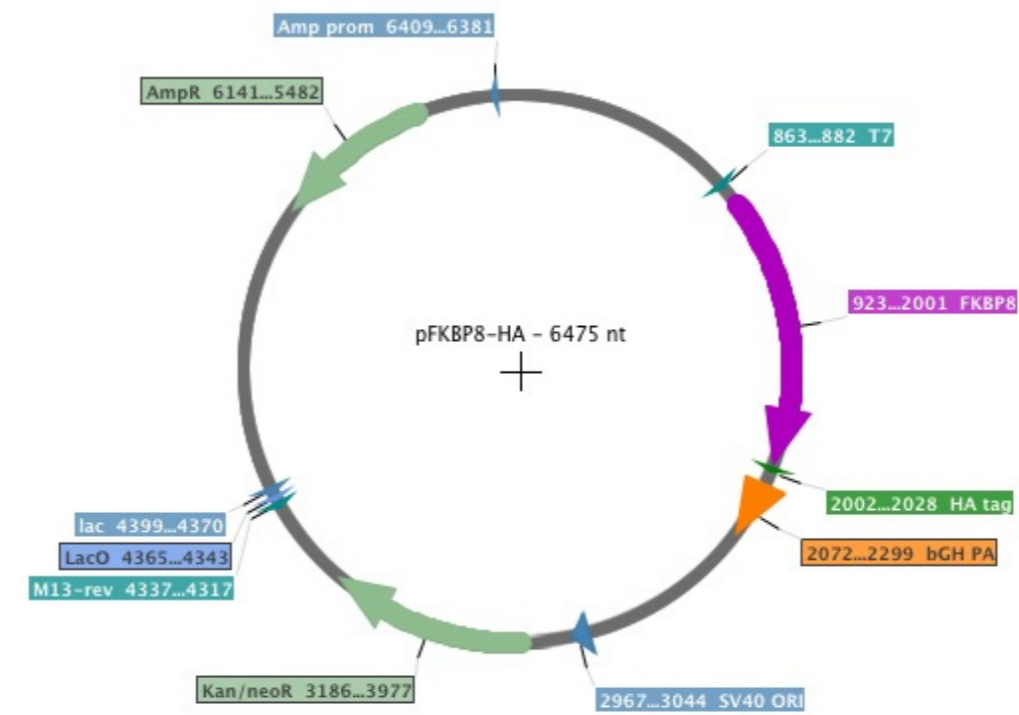 Amp prom 6409...6381
AmpR 6141...5482
863...882 T7
923...2001 FKBP8
pFKBP8-HA - 6475 nt
2002...2028 HA tag
lac 4399...4370
LacO 4365...4343
2072...2299 bGH PA
M13-rev 4337...4317
Kan/neoR 3186...3977
2967...3044 SV40 ORI